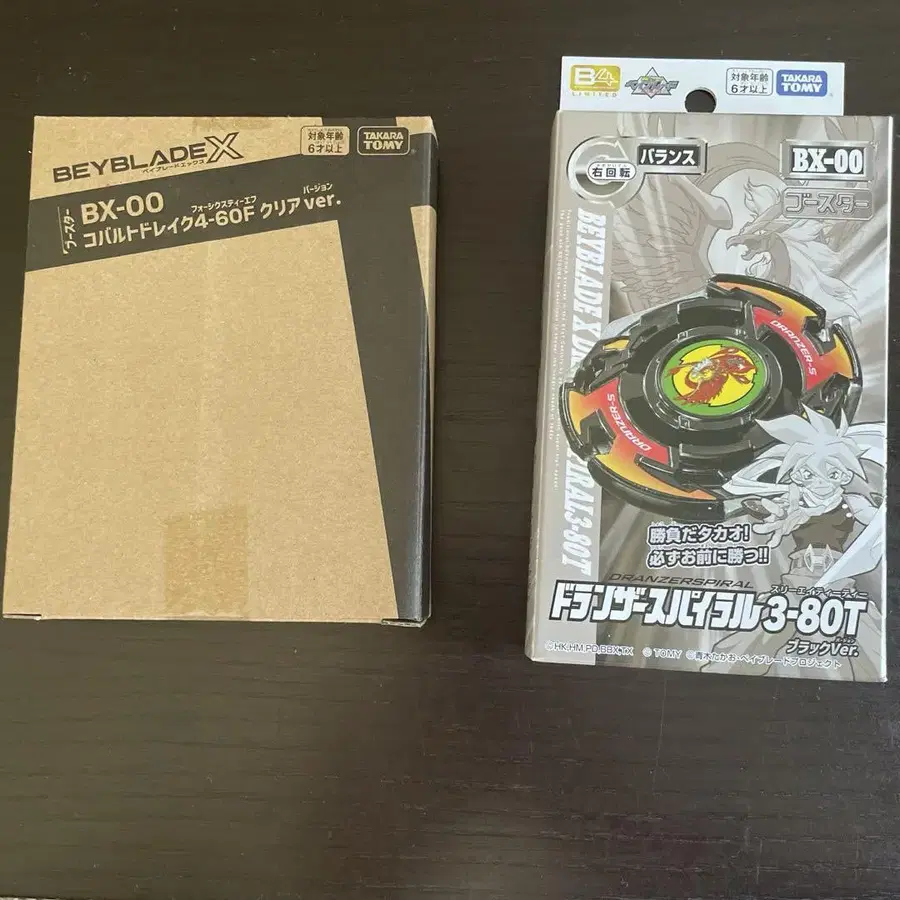 BEYBLADE X
ベイブレードエックス
対象年齢
6才以上
TAKARA
TOMY
ブースター
BX-00
フォーシックスティーエフ
バージョン
コバルトドレイク4-60F クリア ver.
B4
LIMITED
対象年齢
6才以上
TAKARA
TOMY
右回転
バランス
BX-00
ブースター
DRANZER-S
DRANZER-S
勝負だタカオ!
必ずお前に勝つ!!
DRANZERSPIRAL
スリーエイティーティー
ドランザースパイラル3-80T
ブラックVer.
©HK,HM,PD,BBX,TX © TOMY ©青木たかお・ベイブレードプロジェクト